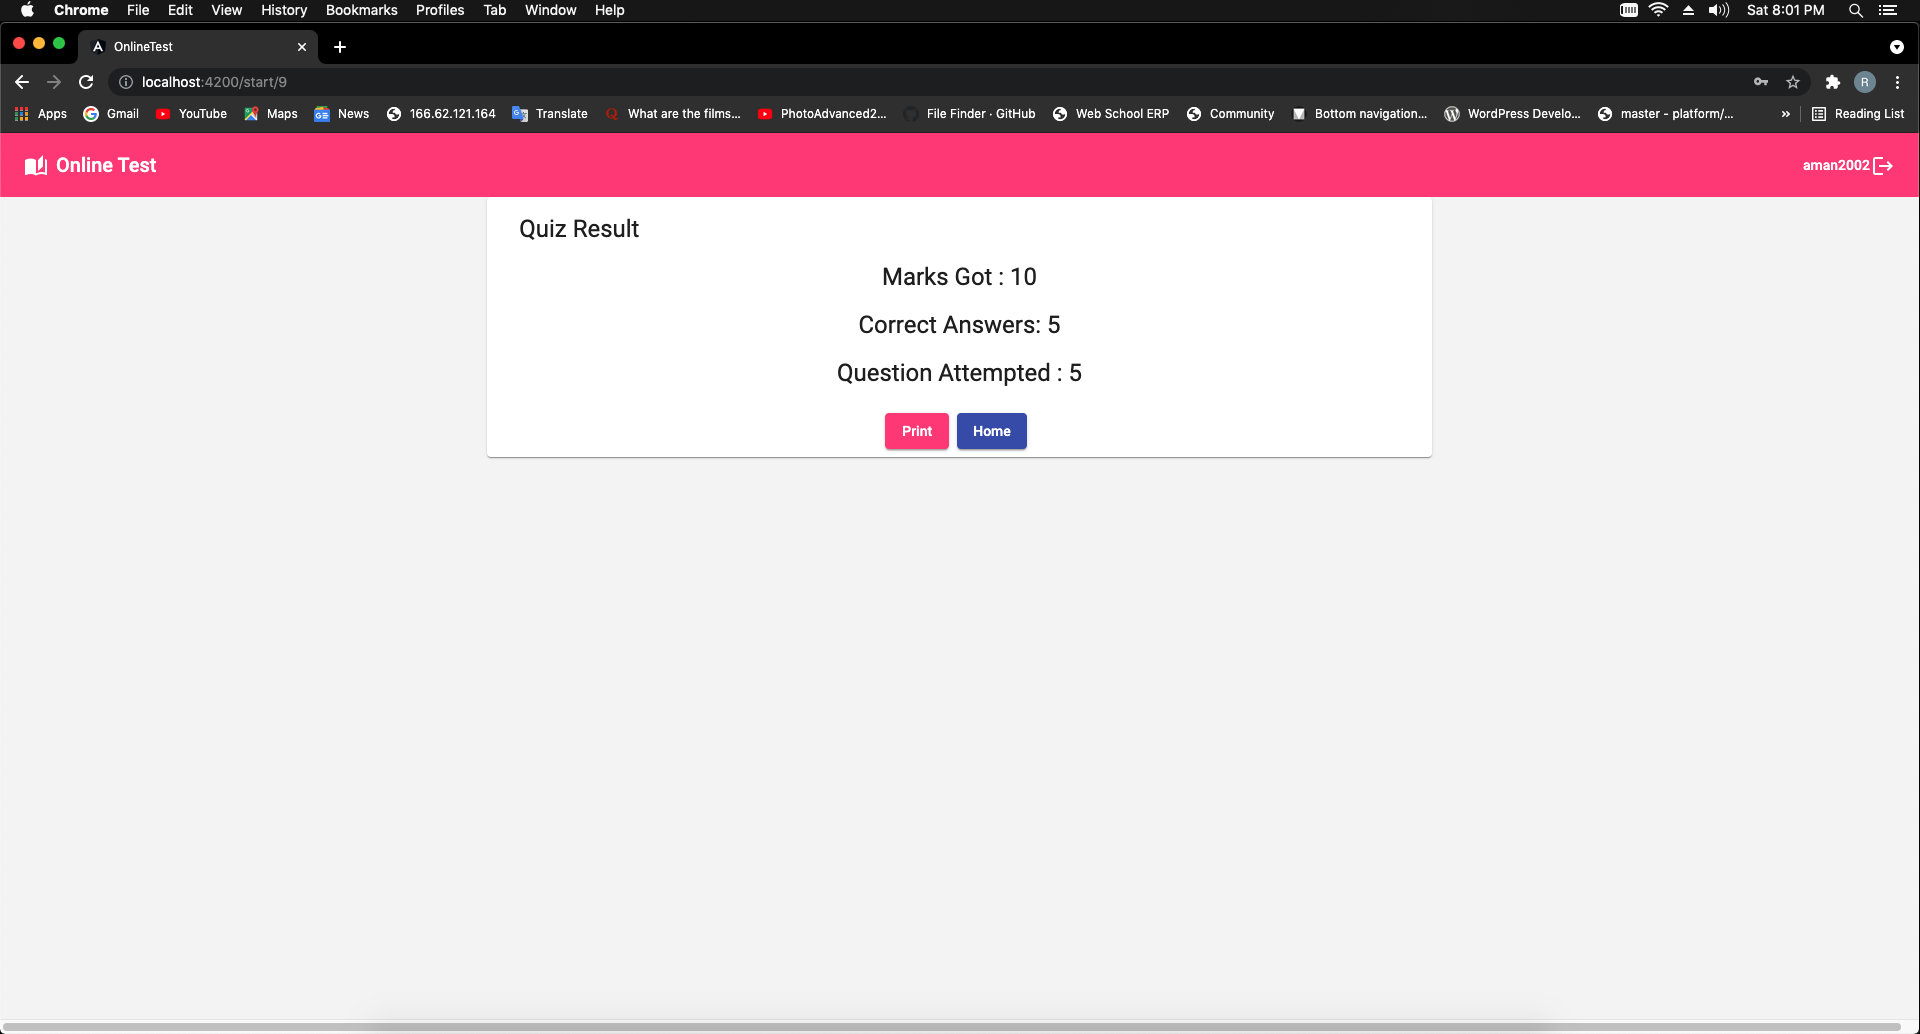 Chrome File Edit View History Bookmarks Profiles Tab Window Help Sat 8:01 PM
OnlineTest
localhost:4200/start/9 R
Apps Gmail YouTube Maps News 166.62.121.164 Translate What are the films... PhotoAdvanced2... File Finder · GitHub Web School ERP Community Bottom navigation... WordPress Develo... master - platform/... » Reading List
Online Test aman2002
Quiz Result
Marks Got : 10
Correct Answers: 5
Question Attempted : 5
Print Home